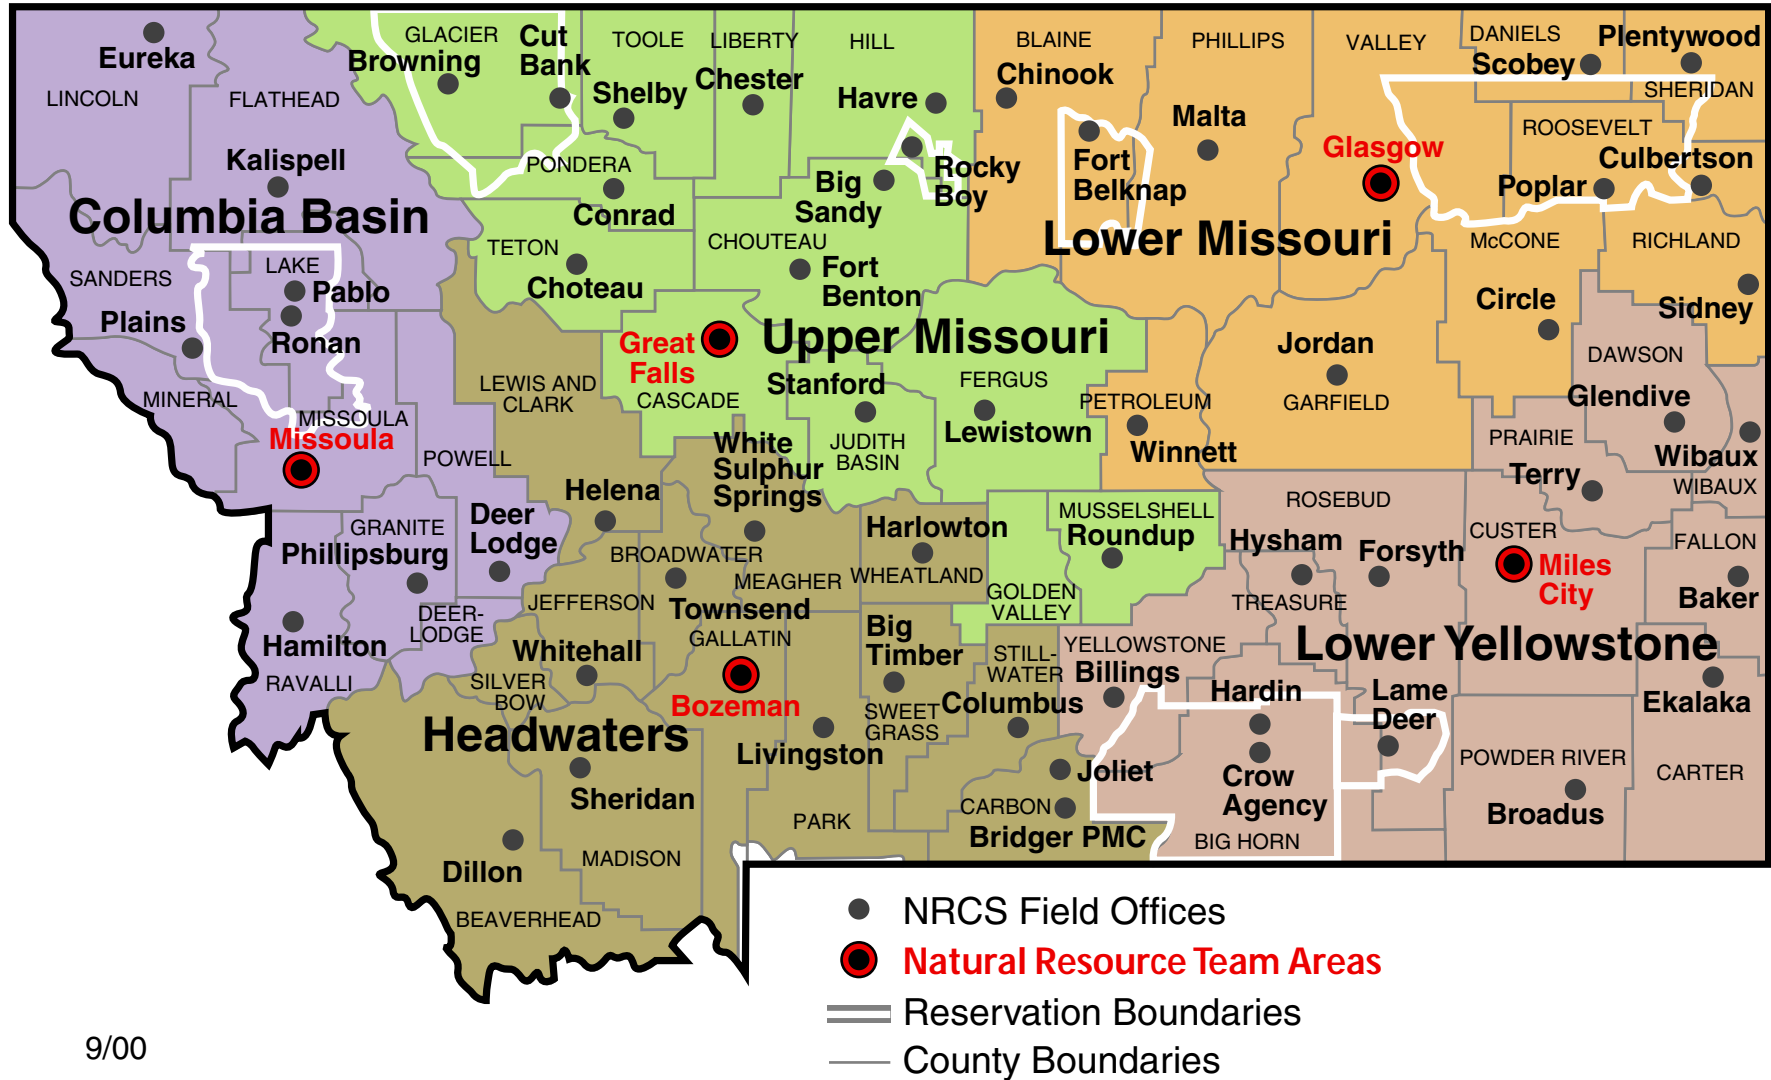 Eureka
LINCOLN
FLATHEAD
GLACIER
Browning
Cut
Bank
TOOLE
Shelby
LIBERTY
Chester
HILL
Havre
BLAINE
Chinook
PHILLIPS
Malta
VALLEY
Glasgow
DANIELS
Scobey
Plentywood
SHERIDAN
ROOSEVELT
Culbertson
Poplar
Kalispell
Columbia Basin
PONDERA
Conrad
Big
Sandy
Rocky
Boy
Fort
Belknap
Lower Missouri
SANDERS
LAKE
Pablo
Plains
Ronan
TETON
Choteau
CHOUTEAU
Fort
Benton
McCONE
Circle
RICHLAND
Sidney
Great
Falls
CASCADE
Upper Missouri
Stanford
JUDITH
BASIN
FERGUS
Lewistown
PETROLEUM
Winnett
Jordan
GARFIELD
DAWSON
Glendive
MINERAL
MISSOULA
Missoula
LEWIS AND
CLARK
POWELL
PRAIRIE
Terry
Wibaux
WIBAUX
White
Sulphur
Springs
Helena
GRANITE
Phillipsburg
Deer
Lodge
BROADWATER
Townsend
MEAGHER
Harlowton
WHEATLAND
MUSSELSHELL
Roundup
GOLDEN
VALLEY
ROSEBUD
Hysham
Forsyth
TREASURE
CUSTER
Miles
City
FALLON
Baker
Hamilton
RAVALLI
DEER-
LODGE
JEFFERSON
Whitehall
SILVER
BOW
GALLATIN
Bozeman
Big
Timber
SWEET
GRASS
STILL-
WATER
Columbus
YELLOWSTONE
Billings
Lower Yellowstone
Hardin
Lame
Deer
Ekalaka
Headwaters
Livingston
Sheridan
Joliet
CARBON
Bridger PMC
Crow
Agency
BIG HORN
POWDER RIVER
Broadus
CARTER
PARK
MADISON
Dillon
BEAVERHEAD
NRCS Field Offices
Natural Resource Team Areas
Reservation Boundaries
County Boundaries
9/00